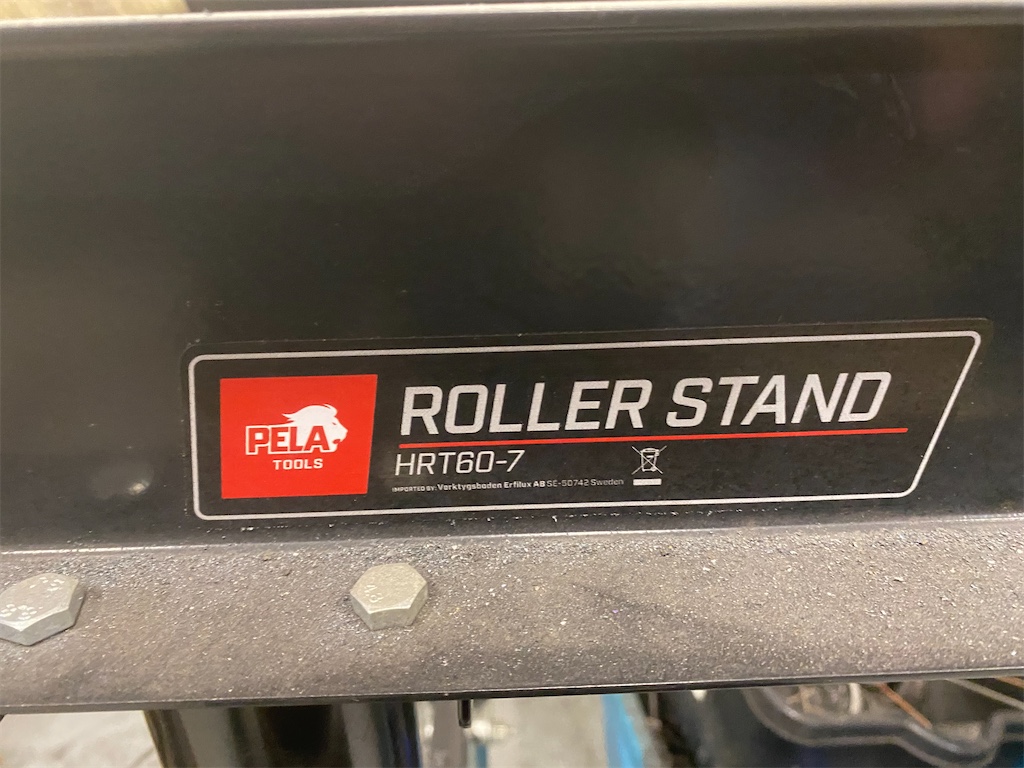 PELA
TOOLS
ROLLER STAND
HRT60-7
IMPORTED BY: Verktygsboden Erfilux AB SE-50742 Sweden